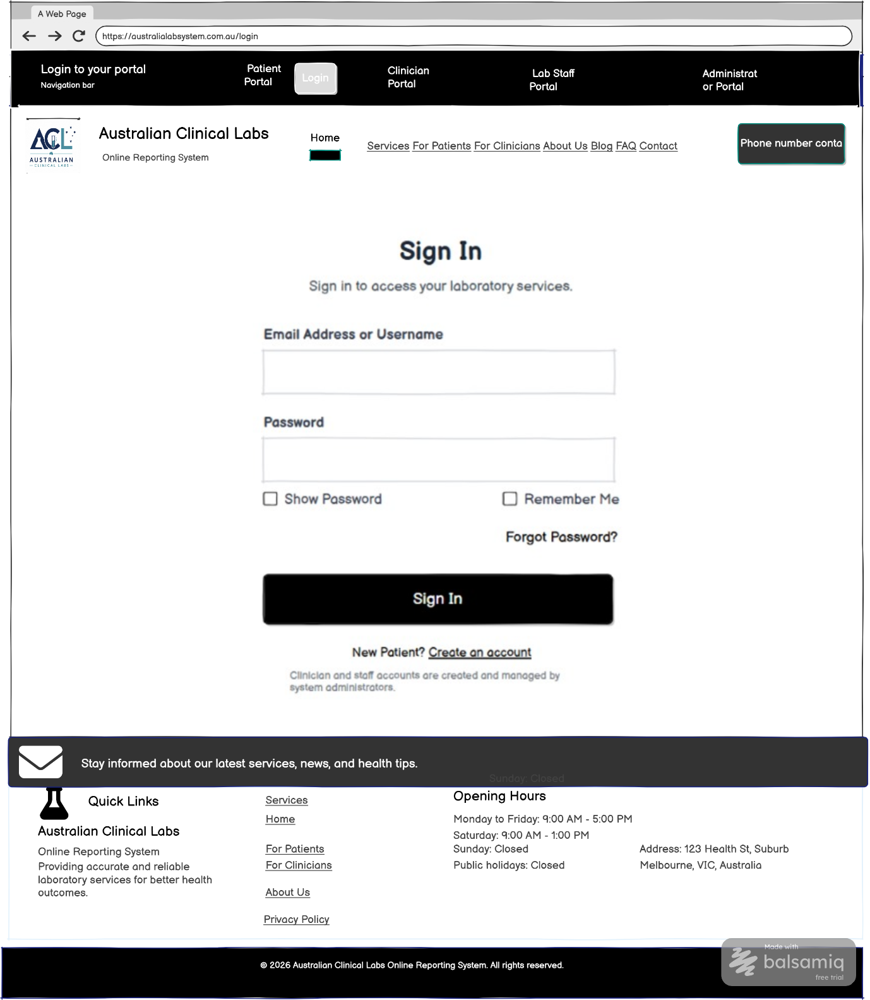 A Web Page
https://australialabsystem.com.au/login
Login to your portal
Navigation bar
Patient
Portal
Login
Clinician
Portal
Lab Staff
Portal
Administrat
or Portal
ACL
AUSTRALIAN
CLINICAL LABS
Australian Clinical Labs
Online Reporting System
Home
Services For Patients For Clinicians About Us Blog FAQ Contact
Phone number conta
Sign In
Sign in to access your laboratory services.
Email Address or Username
Password
Show Password
Remember Me
Forgot Password?
Sign In
New Patient? Create an account
Clinician and staff accounts are created and managed by
system administrators.
Stay informed about our latest services, news, and health tips.
Sunday: Closed
Quick Links
Australian Clinical Labs
Online Reporting System
Providing accurate and reliable
laboratory services for better health
outcomes.
Services
Home
For Patients
For Clinicians
About Us
Privacy Policy
Opening Hours
Monday to Friday: 9:00 AM - 5:00 PM
Saturday: 9:00 AM - 1:00 PM
Sunday: Closed
Public holidays: Closed
Address: 123 Health St, Suburb
Melbourne, VIC, Australia
© 2026 Australian Clinical Labs Online Reporting System. All rights reserved.
Made with
balsamiq
free trial